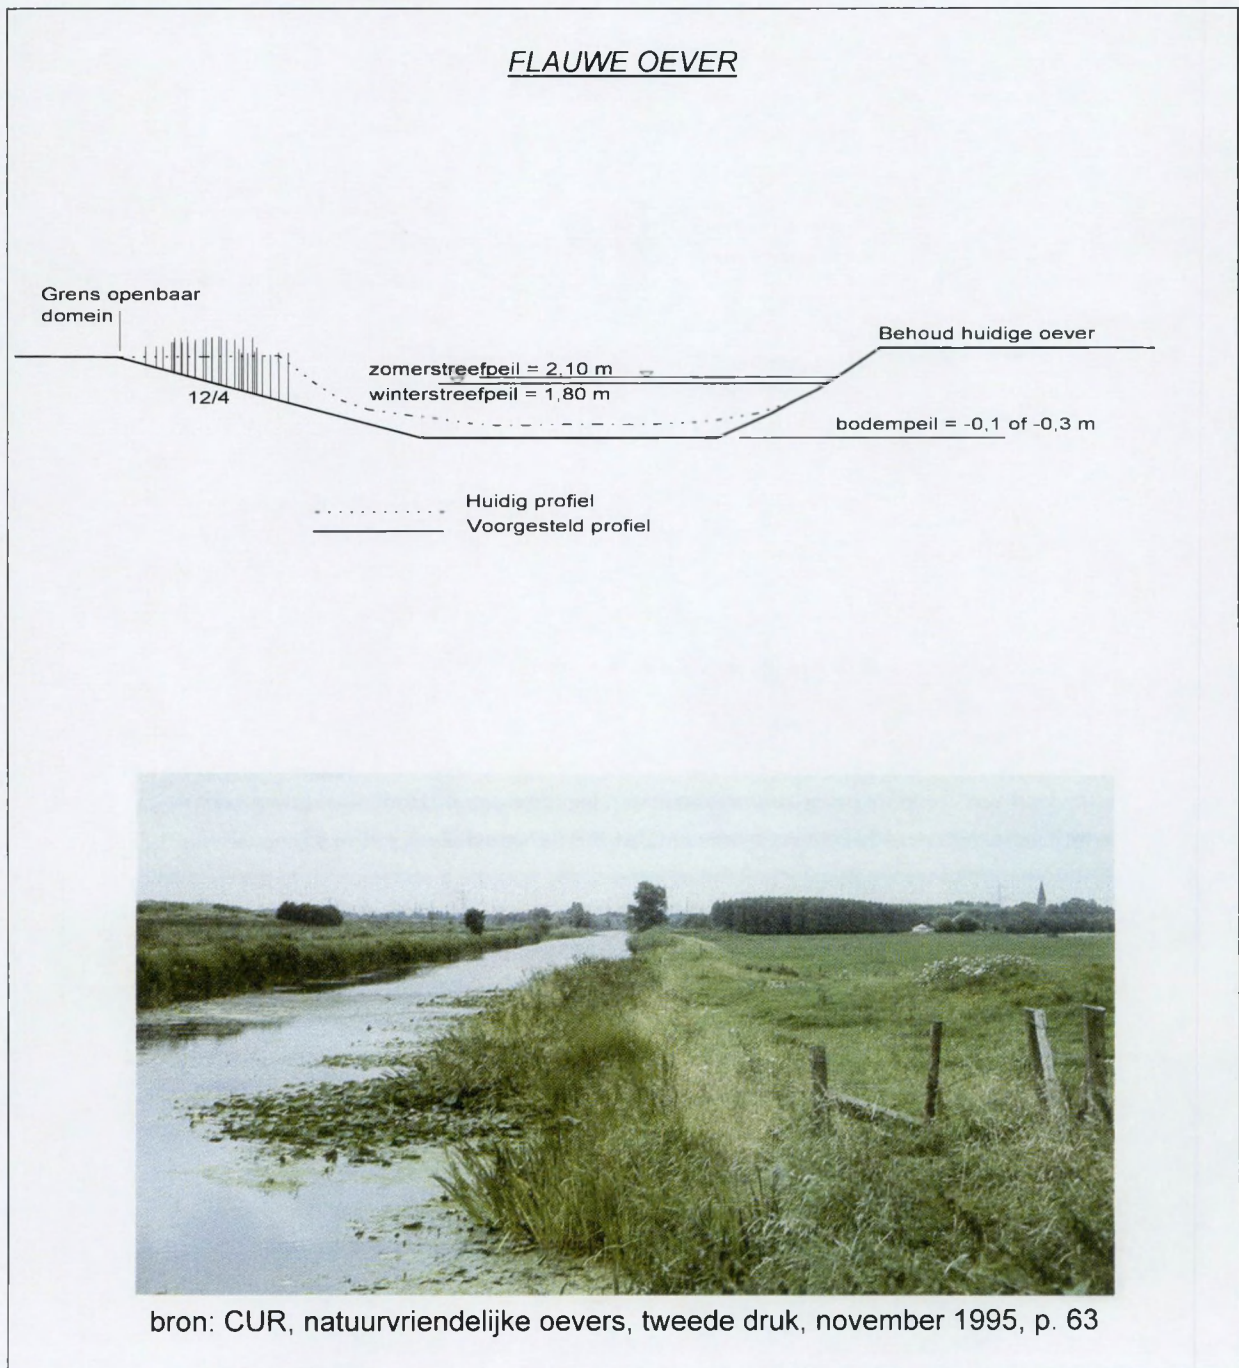 FLAUWE OEVER
Grens openbaar
domein
Behoud huidige oever
zomerstreefpeil = 2,10 m
winterstreefpeil = 1,80 m
12/4
bodempeil = -0,1 of -0,3 m
Huidig profiel
Voorgesteld profiel
bron: CUR, natuurvriendelijke oevers, tweede druk, november 1995, p. 63